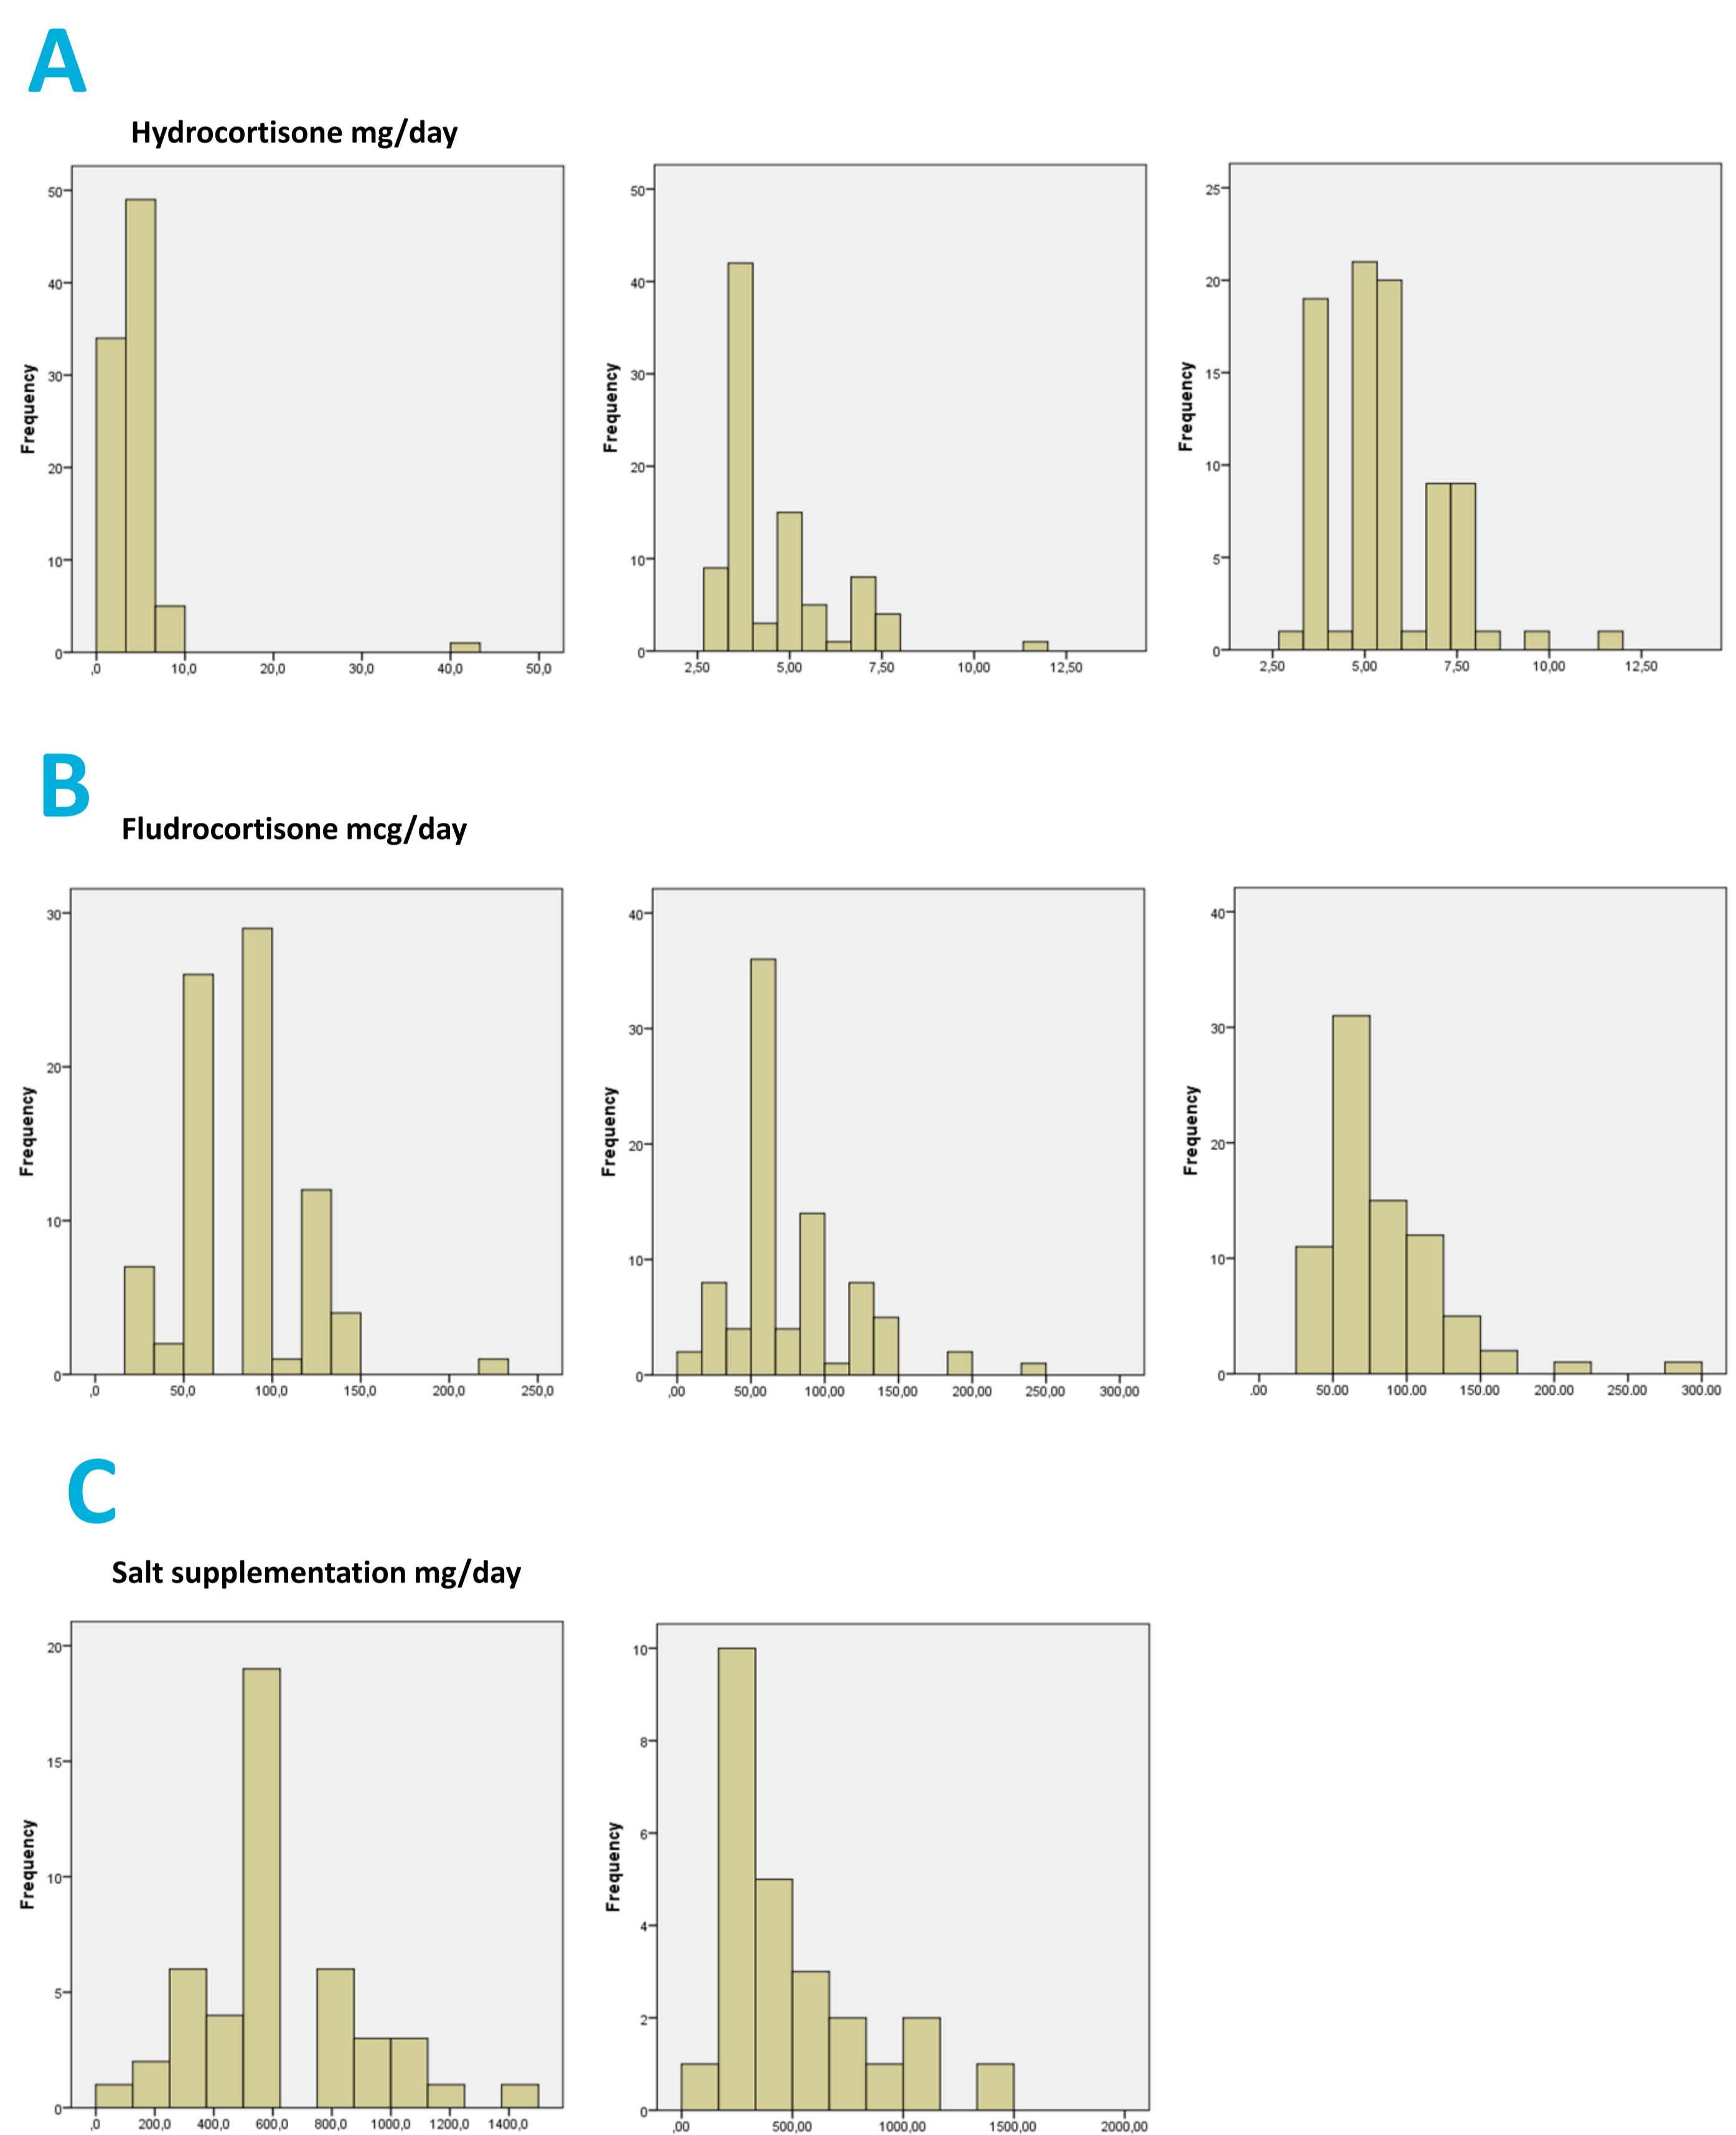 A
Hydrocortisone mg/day
Frequency
50
40
30
20
10
0
,0 10,0 20,0 30,0 40,0 50,0
Frequency
50
40
30
20
10
0
2,50 5,00 7,50 10,00 12,50
Frequency
25
20
15
10
5
0
2,50 5,00 7,50 10,00 12,50
B
Fludrocortisone mcg/day
Frequency
30
20
10
0
,0 50,0 100,0 150,0 200,0 250,0
Frequency
40
30
20
10
0
,00 50,00 100,00 150,00 200,00 250,00 300,00
Frequency
40
30
20
10
0
.00 50.00 100.00 150.00 200.00 250.00 300.00
C
Salt supplementation mg/day
Frequency
20
15
10
5
0
,0 200,0 400,0 600,0 800,0 1000,0 1200,0 1400,0
Frequency
10
8
6
4
2
0
,00 500,00 1000,00 1500,00 2000,00